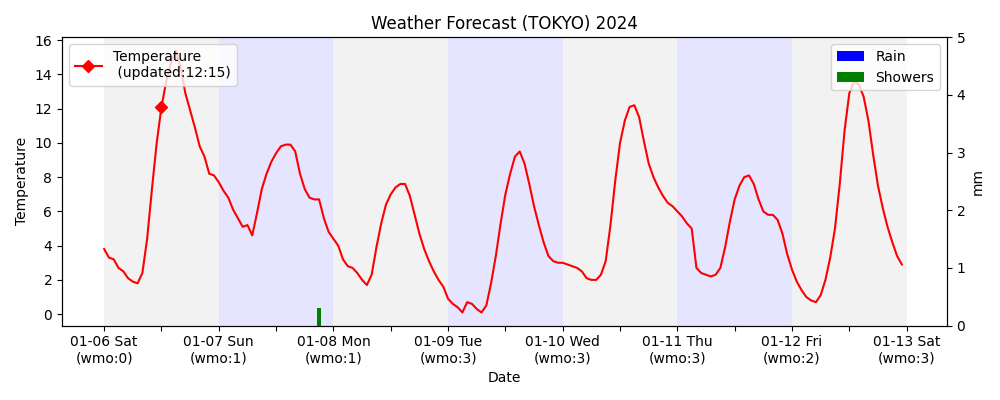 Weather Forecast (TOKYO) 2024
Temperature
(updated:12:15)
Rain
Showers
Temperature
16
14
12
10
8
6
4
2
0
mm
5
4
3
2
1
0
01-06 Sat
(wmo:0)
01-07 Sun
(wmo:1)
01-08 Mon
(wmo:1)
01-09 Tue
(wmo:3)
01-10 Wed
(wmo:3)
01-11 Thu
(wmo:3)
01-12 Fri
(wmo:2)
01-13 Sat
(wmo:3)
Date